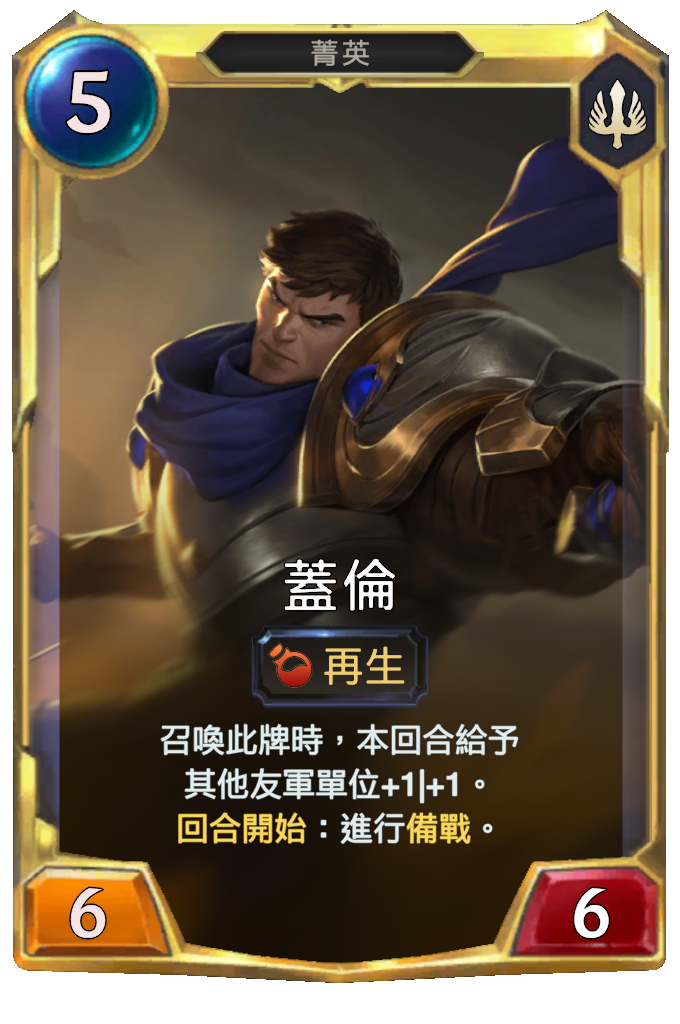 菁英
5
蓋倫
再生
召喚此牌時，本回合給予
其他友軍單位+1|+1。
回合開始：進行備戰。
6
6